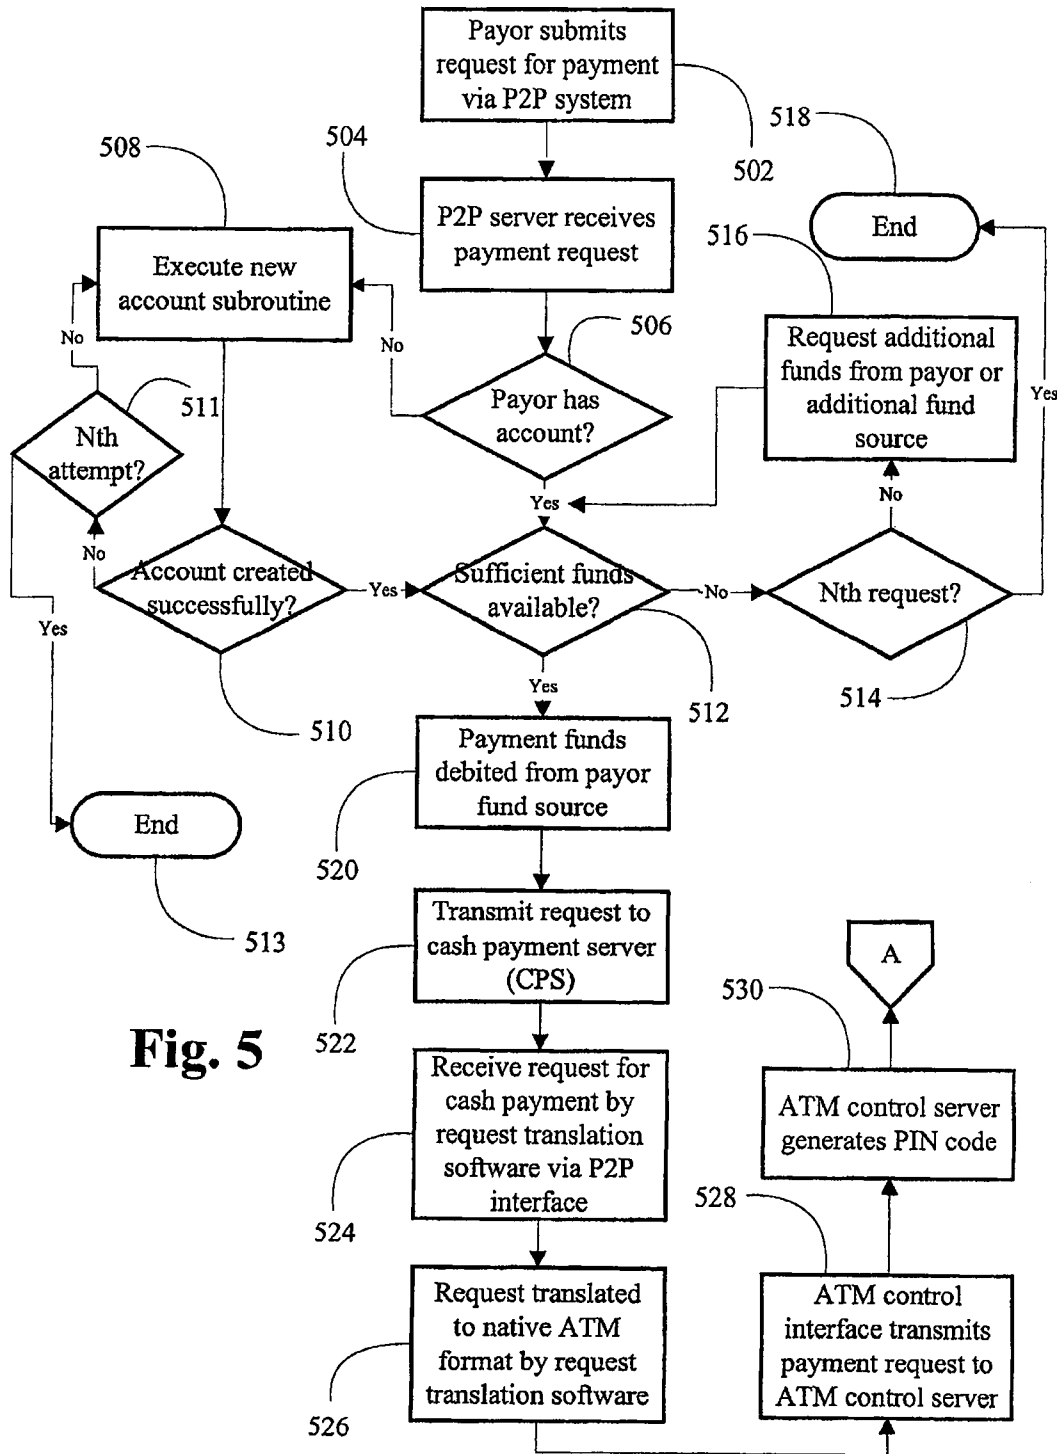 Payor submits
request for payment
via P2P system
502
504
P2P server receives
payment request
508
Execute new
account subroutine
518
End
516
Request additional
funds from payor or
additional fund
source
506
Payor has
account?
No
No
511
Nth
attempt?
Yes
Yes
No
No
Account created
successfully?
Yes
Sufficient funds
available?
No
Nth request?
Yes
Yes
510
512
514
Payment funds
debited from payor
fund source
520
End
513
Transmit request to
cash payment server
(CPS)
522
A
530
Fig. 5
Receive request for
cash payment by
request translation
software via P2P
interface
524
ATM control server
generates PIN code
528
Request translated
to native ATM
format by request
translation software
526
ATM control
interface transmits
payment request to
ATM control server